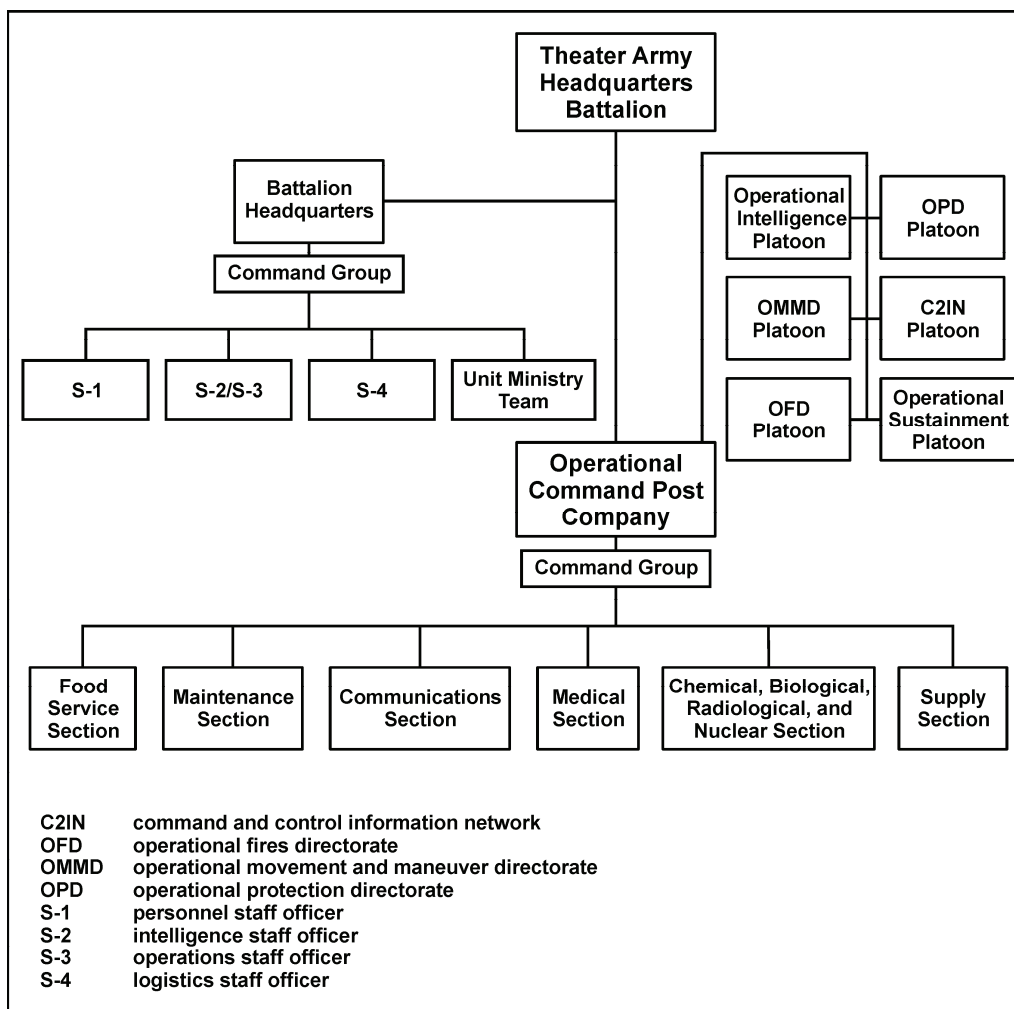 Theater Army
Headquarters
Battalion
Battalion
Headquarters
Command Group
S-1
S-2/S-3
S-4
Unit Ministry
Team
Operational
Intelligence
Platoon
OPD
Platoon
OMMD
Platoon
C2IN
Platoon
OFD
Platoon
Operational
Sustainment
Platoon
Operational
Command Post
Company
Command Group
Food
Service
Section
Maintenance
Section
Communications
Section
Medical
Section
Chemical, Biological,
Radiological, and
Nuclear Section
Supply
Section
C2IN command and control information network
OFD operational fires directorate
OMMD operational movement and maneuver directorate
OPD operational protection directorate
S-1 personnel staff officer
S-2 intelligence staff officer
S-3 operations staff officer
S-4 logistics staff officer